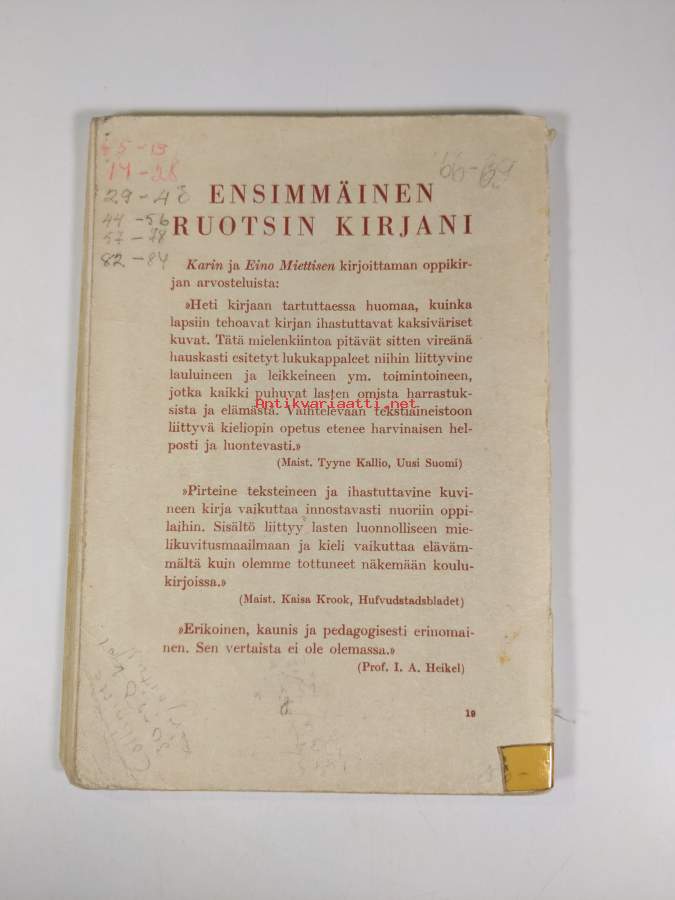 5-13
14-28
29-43
44-56
57-78
82-84
ENSIMMÄINEN
RUOTSIN KIRJANI
Karin ja Eino Miettisen kirjoittaman oppikir-
jan arvosteluista:
»Heti kirjaan tartuttaessa huomaa, kuinka
lapsiin tehoavat kirjan ihastuttavat kaksiväriset
kuvat. Tätä mielenkiintoa pitävät sitten vireänä
hauskasti esitetyt lukukappaleet niihin liittyvine
lauluineen ja leikkeineen ym. toimintoineen,
jotka kaikki puhuvat lasten omista harrastuk-
sista ja elämästä. Vaihtelevaan tekstiaineistoon
liittyvä kieliopin opetus etenee harvinaisen hel-
posti ja luontevasti.»
(Maist. Tyyne Kallio, Uusi Suomi)
Antikvariaatti.net
»Pirteine teksteineen ja ihastuttavine kuvi-
neen kirja vaikuttaa innostavasti nuoriin oppi-
laihin. Sisältö liittyy lasten luonnolliseen mie-
likuvitusmaailmaan ja kieli vaikuttaa eläväm-
mältä kuin olemme tottuneet näkemään koulu-
kirjoissa.»
(Maist. Kaisa Krook, Hufvudstadsbladet)
»Erikoinen, kaunis ja pedagogisesti erinomai-
nen. Sen vertaista ei ole olemassa.»
(Prof. I. A. Heikel)
19